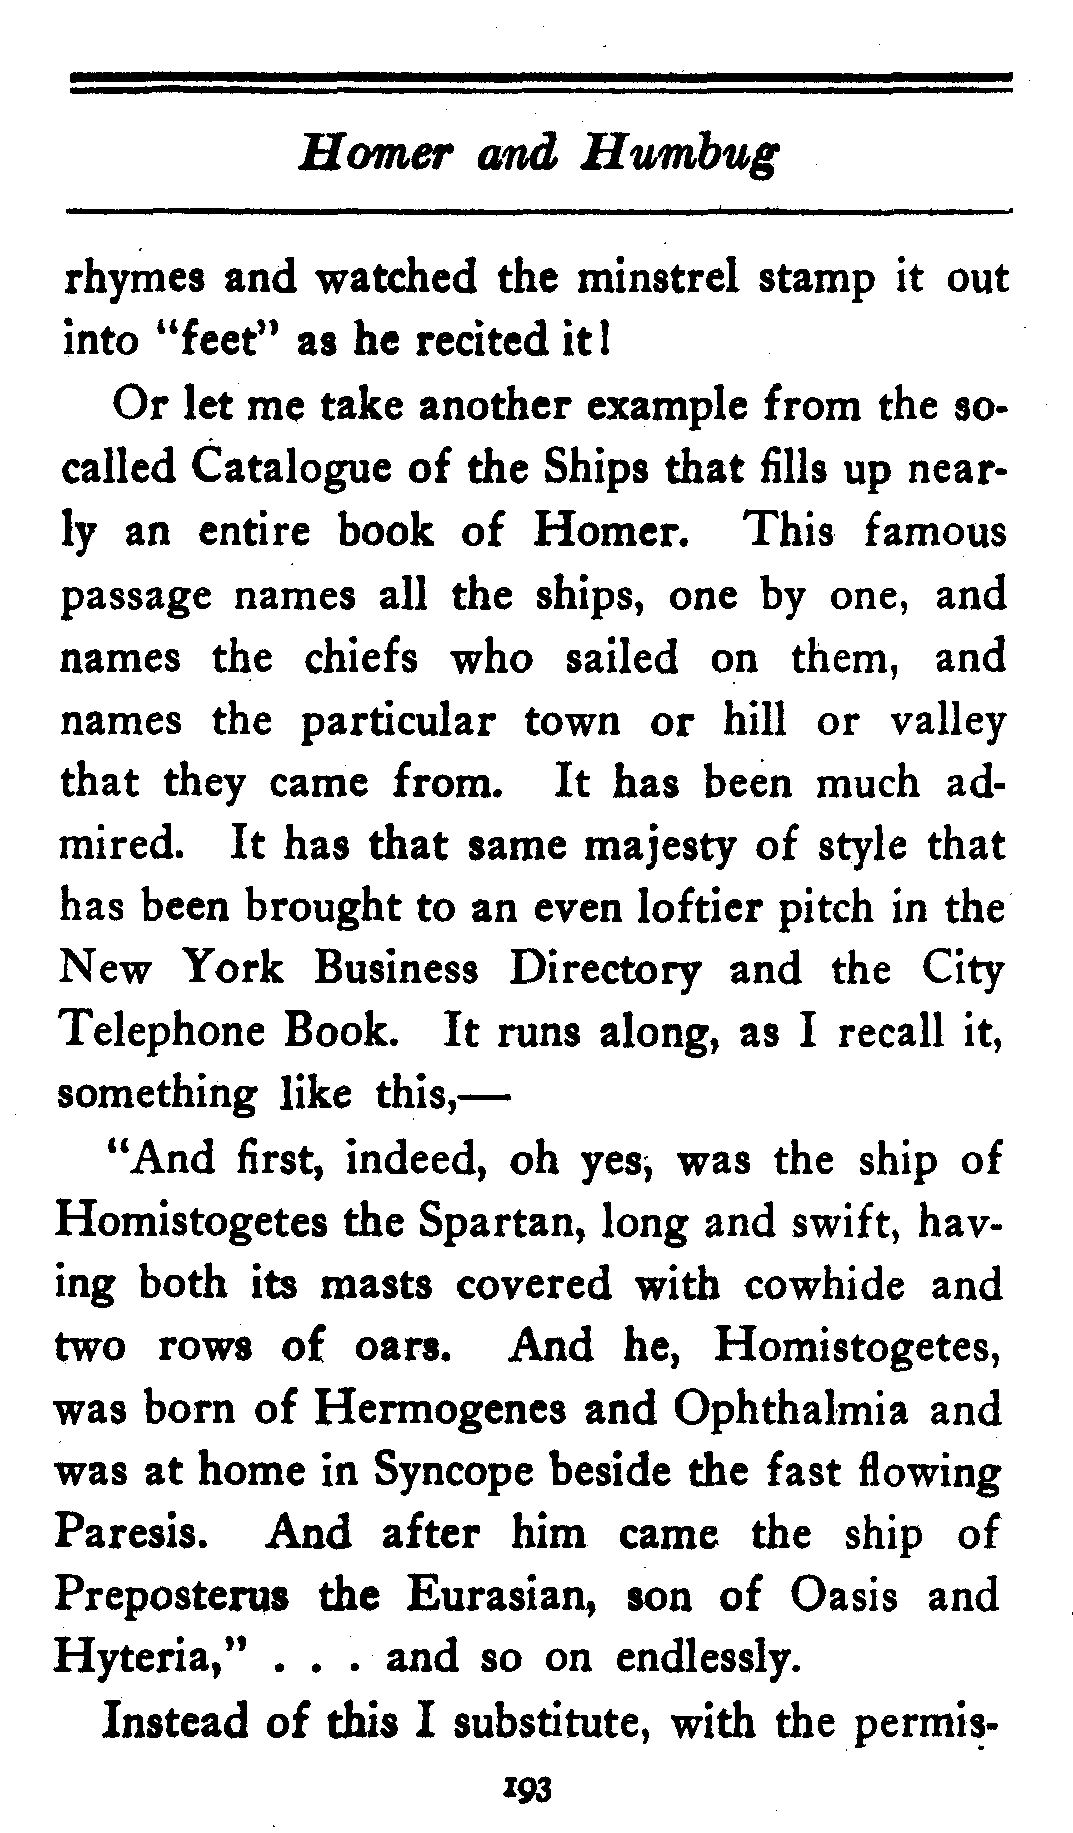 Homer and Humbug
rhymes and watched the minstrel stamp it out
into "feet" as he recited it!
Or let me take another example from the so-
called Catalogue of the Ships that fills up near-
ly an entire book of Homer. This famous
passage names all the ships, one by one, and
names the chiefs who sailed on them, and
names the particular town or hill or valley
that they came from. It has been much ad-
mired. It has that same majesty of style that
has been brought to an even loftier pitch in the
New York Business Directory and the City
Telephone Book. It runs along, as I recall it,
something like this,—
"And first, indeed, oh yes, was the ship of
Homistogetes the Spartan, long and swift, hav-
ing both its masts covered with cowhide and
two rows of oars. And he, Homistogetes,
was born of Hermogenes and Ophthalmia and
was at home in Syncope beside the fast flowing
Paresis. And after him came the ship of
Preposterus the Eurasian, son of Oasis and
Hyteria," . . . and so on endlessly.
Instead of this I substitute, with the permis-
193